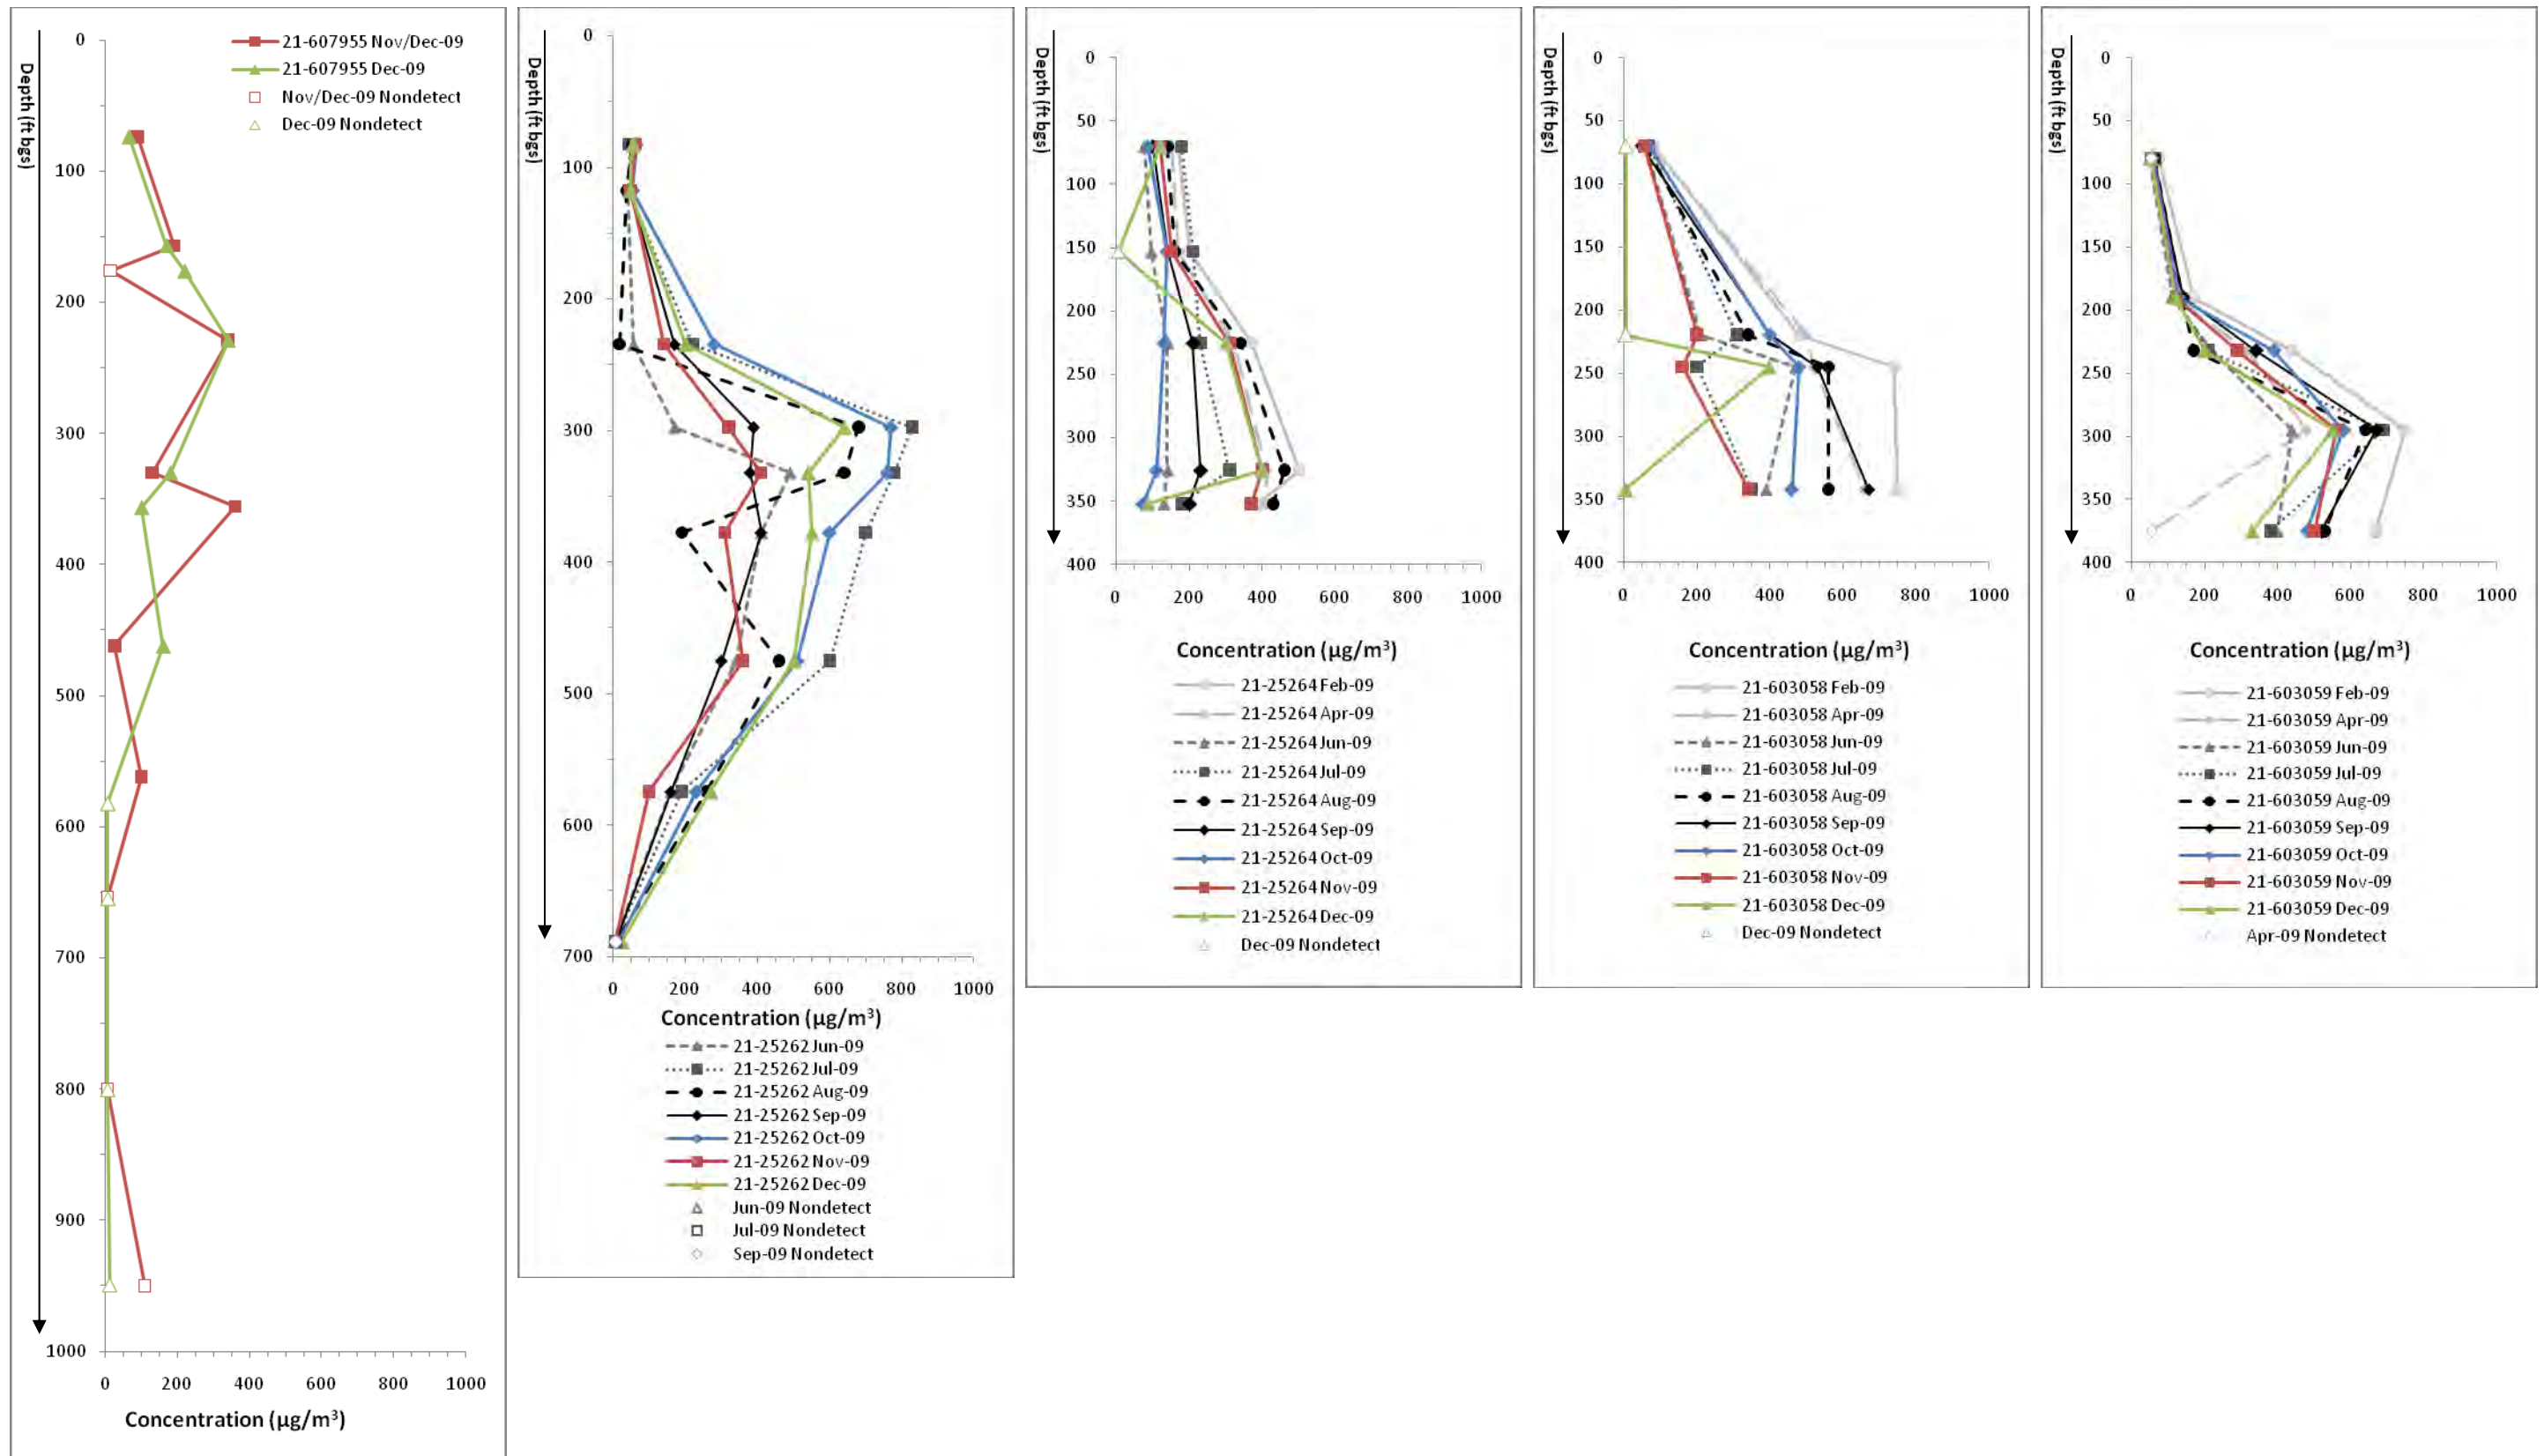 Depth (ft bgs)
0
100
200
300
400
500
600
700
800
900
1000
21-607955 Nov/Dec-09
21-607955 Dec-09
Nov/Dec-09 Nondetect
Dec-09 Nondetect
0 200 400 600 800 1000
Concentration (µg/m³)
Depth (ft bgs)
0
100
200
300
400
500
600
700
0 200 400 600 800 1000
Concentration (µg/m³)
21-25262 Jun-09
21-25262 Jul-09
21-25262 Aug-09
21-25262 Sep-09
21-25262 Oct-09
21-25262 Nov-09
21-25262 Dec-09
Jun-09 Nondetect
Jul-09 Nondetect
Sep-09 Nondetect
Depth (ft bgs)
0
50
100
150
200
250
300
350
400
0 200 400 600 800 1000
Concentration (µg/m³)
21-25264 Feb-09
21-25264 Apr-09
21-25264 Jun-09
21-25264 Jul-09
21-25264 Aug-09
21-25264 Sep-09
21-25264 Oct-09
21-25264 Nov-09
21-25264 Dec-09
Dec-09 Nondetect
Depth (ft bgs)
0
50
100
150
200
250
300
350
400
0 200 400 600 800 1000
Concentration (µg/m³)
21-603058 Feb-09
21-603058 Apr-09
21-603058 Jun-09
21-603058 Jul-09
21-603058 Aug-09
21-603058 Sep-09
21-603058 Oct-09
21-603058 Nov-09
21-603058 Dec-09
Dec-09 Nondetect
Depth (ft bgs)
0
50
100
150
200
250
300
350
400
0 200 400 600 800 1000
Concentration (µg/m³)
21-603059 Feb-09
21-603059 Apr-09
21-603059 Jun-09
21-603059 Jul-09
21-603059 Aug-09
21-603059 Sep-09
21-603059 Oct-09
21-603059 Nov-09
21-603059 Dec-09
Apr-09 Nondetect